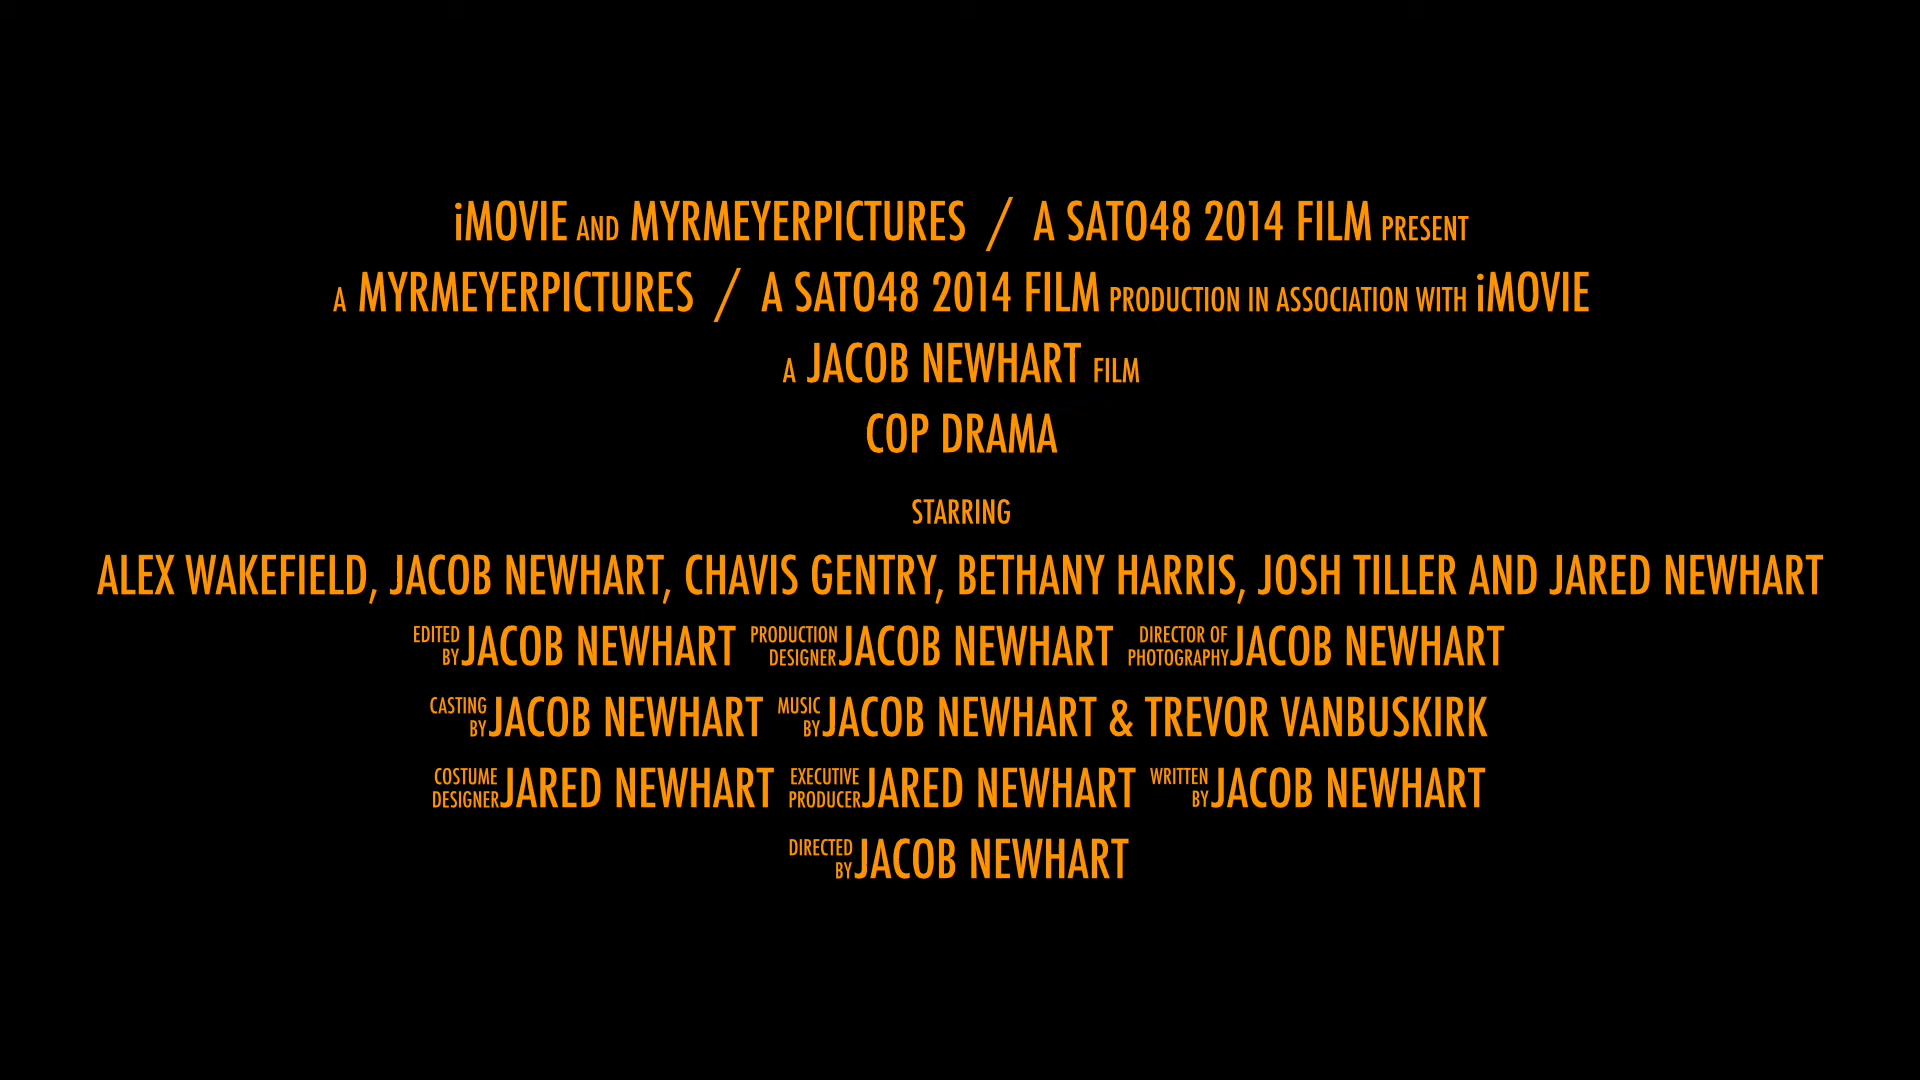 iMOVIE AND MYRMEYERPICTURES / A SATO48 2014 FILM PRESENT
A MYRMEYERPICTURES / A SATO48 2014 FILM PRODUCTION IN ASSOCIATION WITH iMOVIE
A JACOB NEWHART FILM
COP DRAMA
STARRING
ALEX WAKEFIELD, JACOB NEWHART, CHAVIS GENTRY, BETHANY HARRIS, JOSH TILLER AND JARED NEWHART
EDITED BY JACOB NEWHART PRODUCTION DESIGNER JACOB NEWHART DIRECTOR OF PHOTOGRAPHY JACOB NEWHART
CASTING BY JACOB NEWHART MUSIC BY JACOB NEWHART & TREVOR VANBUSKIRK
COSTUME DESIGNER JARED NEWHART EXECUTIVE PRODUCER JARED NEWHART WRITTEN BY JACOB NEWHART
DIRECTED BY JACOB NEWHART